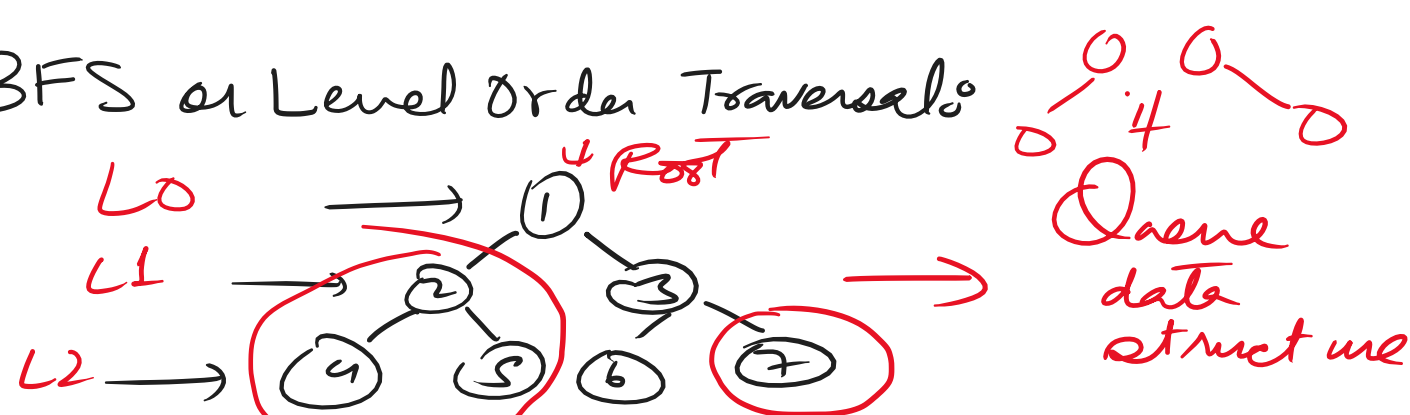 BFS or Level Order Traversal:
Root
L0
1
L1
2
3
L2
4
5
6
7
4
Queue
data
structure